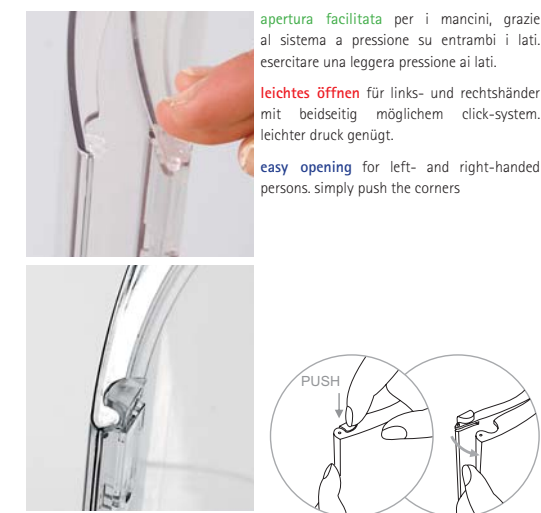 apertura facilitata per i mancini, grazie
al sistema a pressione su entrambi i lati.
esercitare una leggera pressione ai lati.
leichtes öffnen für links- und rechtshänder
mit beidseitig möglichem click-system.
leichter druck genügt.
easy opening for left- and right-handed
persons. simply push the corners
PUSH